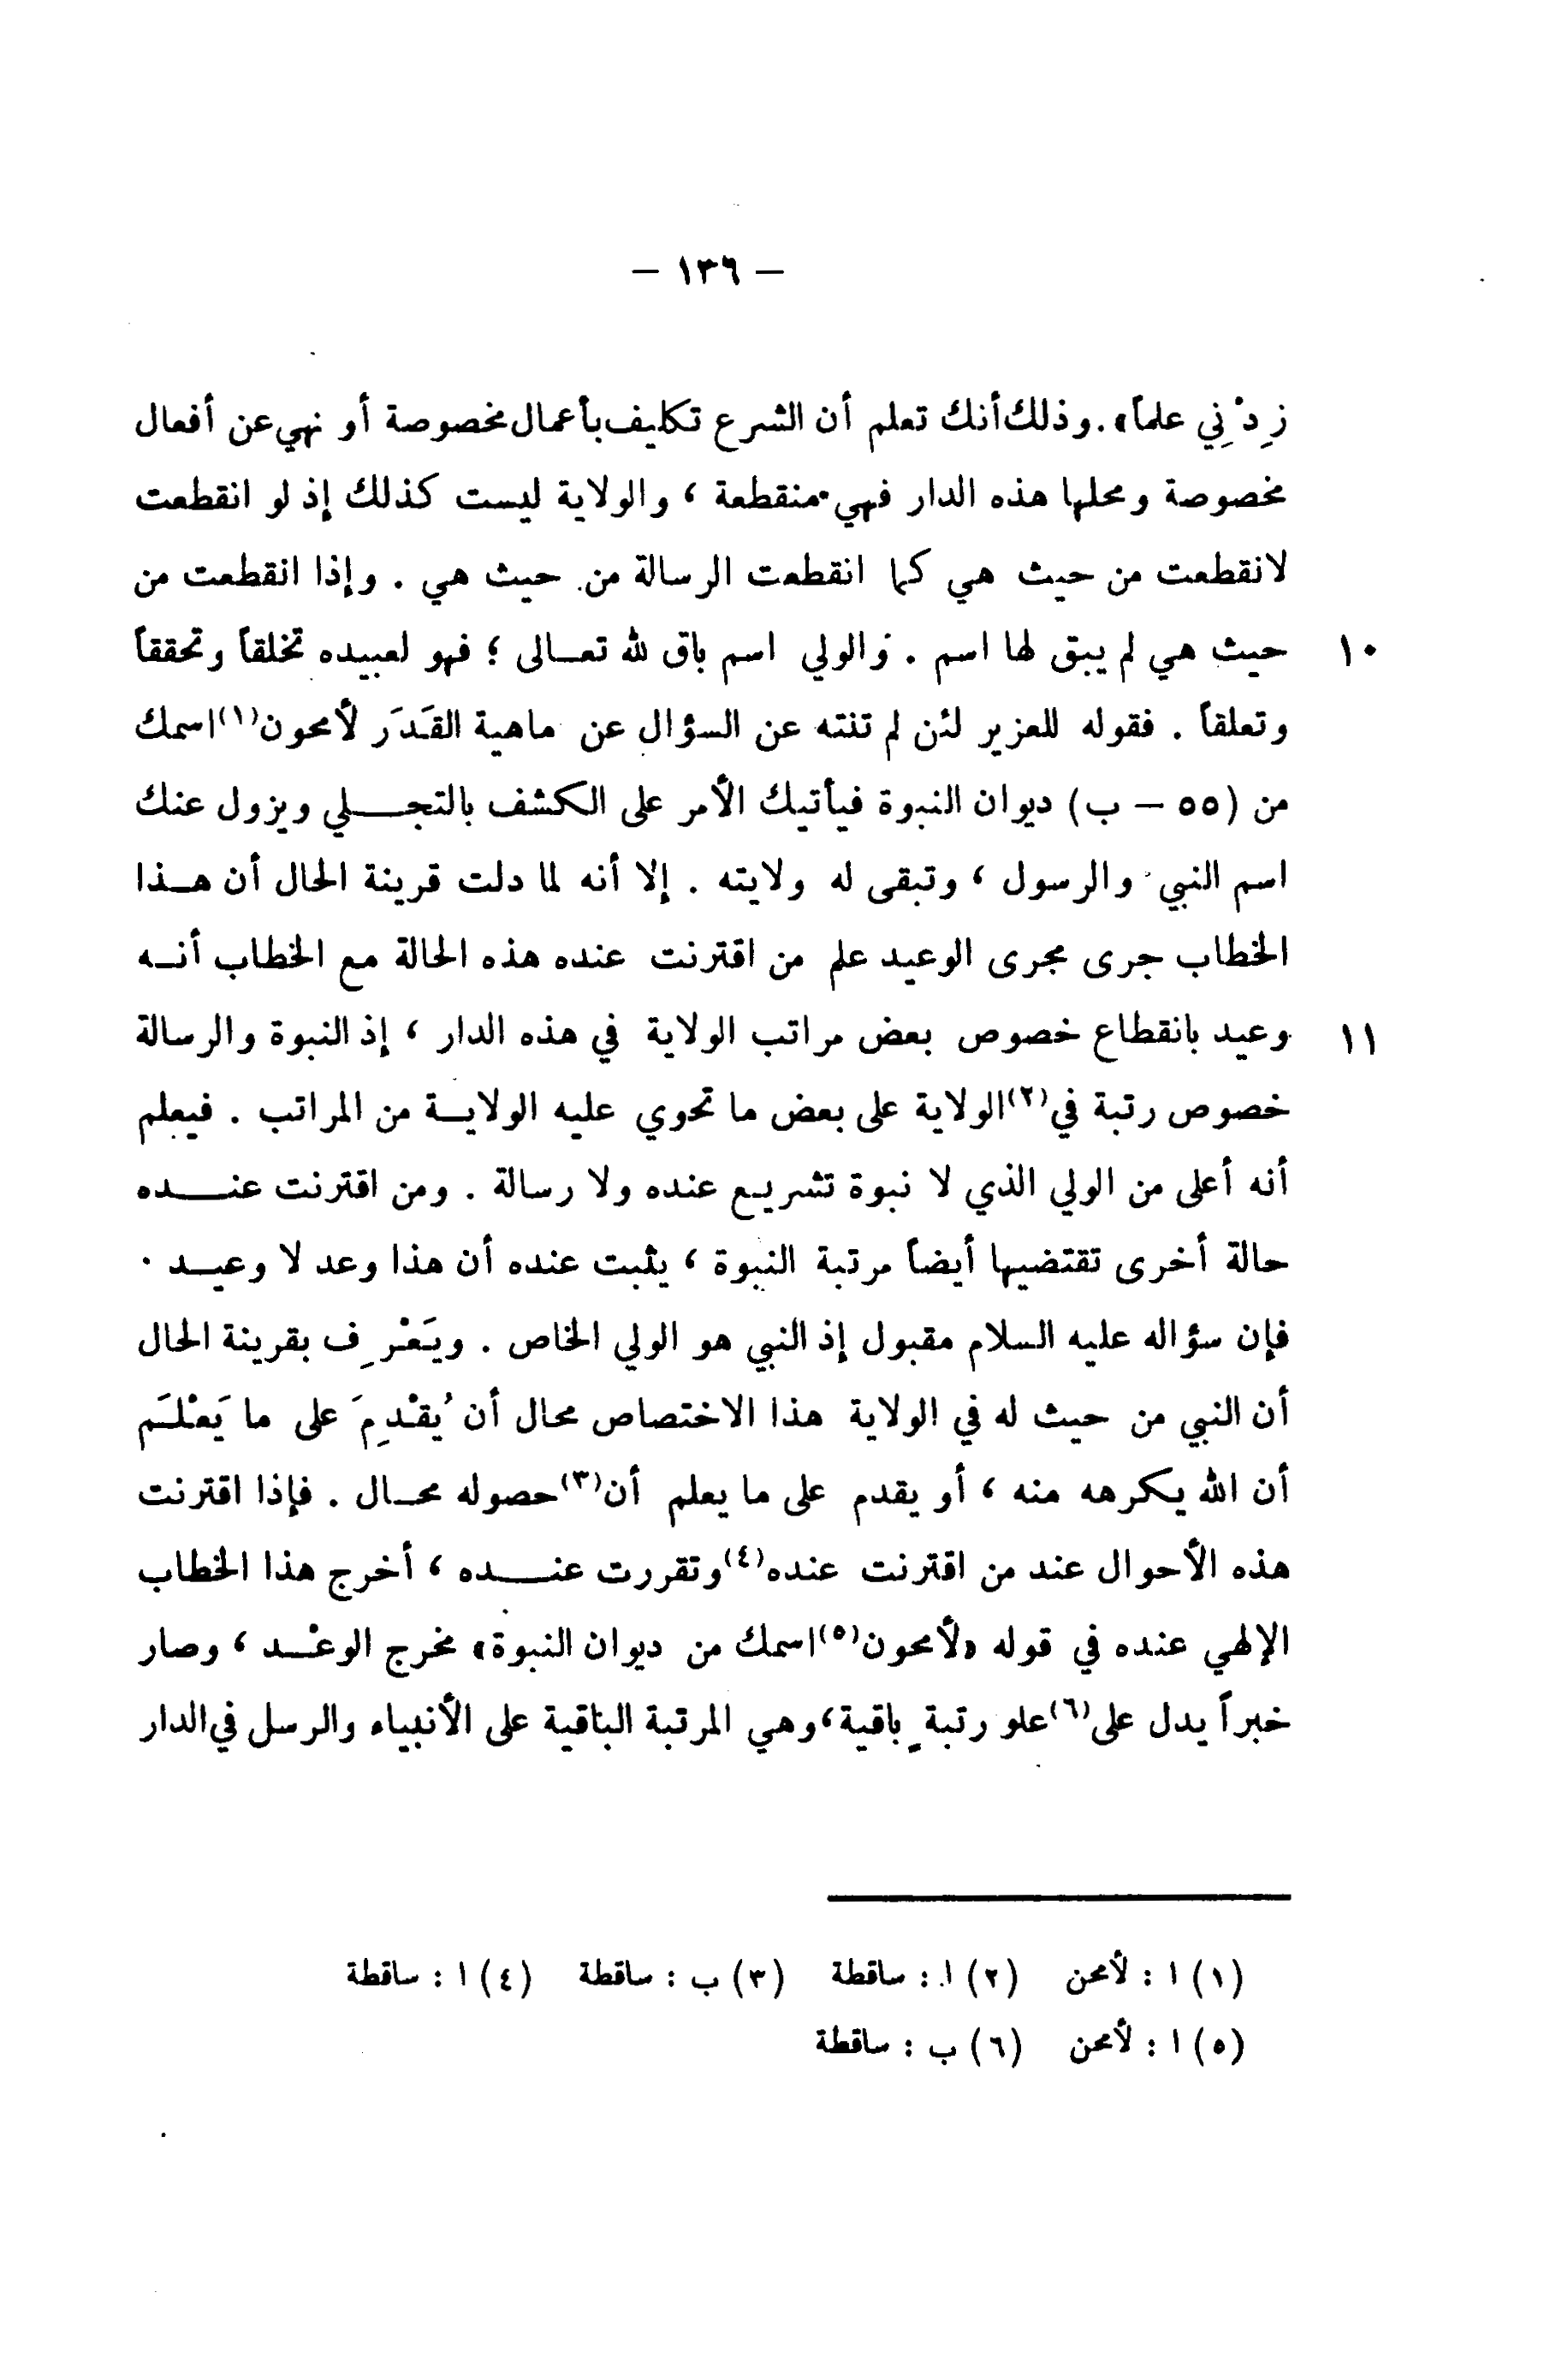 – ١٣٦ –
زِدْنِي علماً» . وذلك أنك تعلم أن الشرع تكليف بأعمال مخصوصة أو نهي عن أفعال
مخصوصة ومحلها هذه الدار فهي منقطعة ، والولاية ليست كذلك إذ لو انقطعت
لانقطعت من حيث هي كما انقطعت الرسالة من حيث هي . وإذا انقطعت من
١٠ حيث هي لم يبق لها اسم . والولي اسم باق لله تعالى ؛ فهو لعبيده تخلقاً وتحققاً
وتعلقاً . فقوله للعزير لئن لم تنته عن السؤال عن ماهية القَدَر لأمحون(١) اسمك
من (٥٥ – ب) ديوان النبوة فيأتيك الأمر على الكشف بالتجلي ويزول عنك
اسم النبي والرسول ، وتبقى له ولايته . إلا أنه لما دلت قرينة الحال أن هذا
الخطاب جرى مجرى الوعيد علم من اقترنت عنده هذه الحالة مع الخطاب أنه
١١ وعيد بانقطاع خصوص بعض مراتب الولاية في هذه الدار ، إذ النبوة والرسالة
خصوص رتبة في(٢) الولاية على بعض ما تحوي عليه الولاية من المراتب . فيعلم
أنه أعلى من الولي الذي لا نبوة تشريع عنده ولا رسالة . ومن اقترنت عنده
حالة أخرى تقتضيها أيضاً مرتبة النبوة ، يثبت عنده أن هذا وعد لا وعيد .
فإن سؤاله عليه السلام مقبول إذ النبي هو الولي الخاص . ويَعْرِف بقرينة الحال
أن النبي من حيث له في الولاية هذا الاختصاص محال أن يُقْدِمَ على ما يَعْلَم
أن الله يكرهه منه ، أو يقدم على ما يعلم أن(٣) حصوله محال . فإذا اقترنت
هذه الأحوال عند من اقترنت عنده(٤) وتقررت عنده ، أخرج هذا الخطاب
الإلهي عنده في قوله «لأمحون(٥) اسمك من ديوان النبوة» مخرج الوعْد ، وصار
خبراً يدل على(٦) علو رتبةٍ باقية ، وهي المرتبة الباقية على الأنبياء والرسل في الدار
(١) ا : لأمحن (٢) ا : ساقطة (٣) ب : ساقطة (٤) ا : ساقطة
(٥) ا : لأمحن (٦) ب : ساقطة